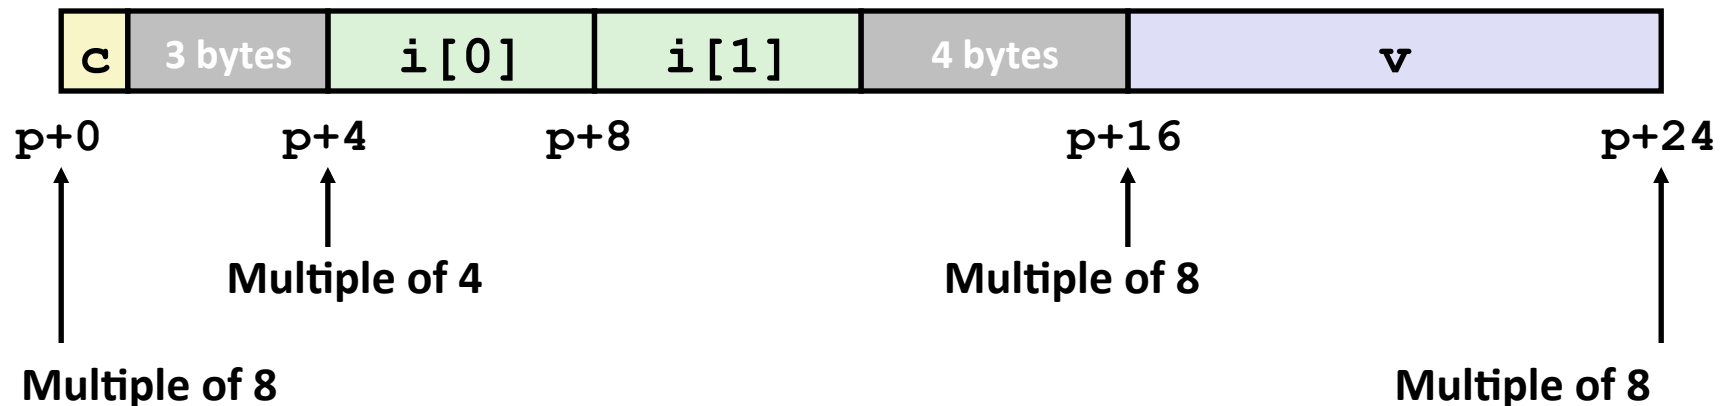 c 3 bytes i[0] i[1] 4 bytes v
p+0 p+4 p+8 p+16 p+24
Multiple of 4 Multiple of 8
Multiple of 8 Multiple of 8